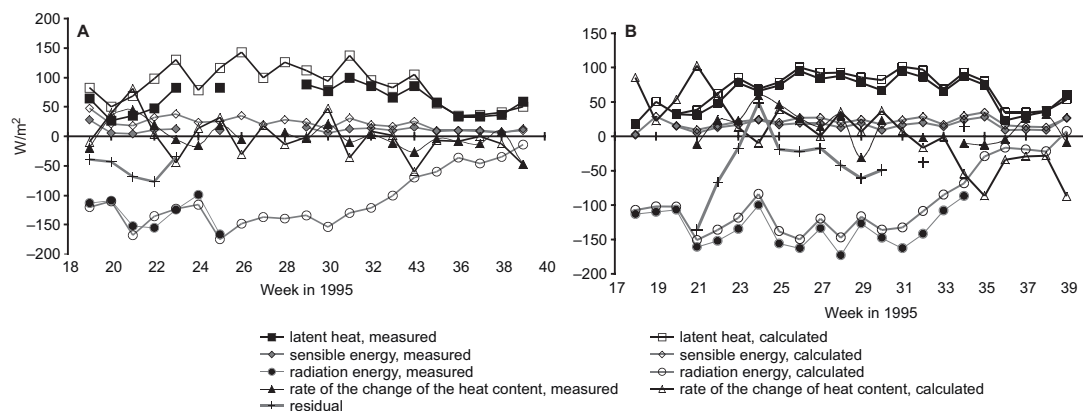 A
W/m²
200
150
100
50
0
–50
–100
–150
–200
18 20 22 24 26 28 30 32 43 36 38 40
Week in 1995
B
200
150
100
50
0
–50
–100
–150
–200
17 19 21 23 25 27 29 31 33 35 37 39
Week in 1995
latent heat, measured
sensible energy, measured
radiation energy, measured
rate of the change of the heat content, measured
residual
latent heat, calculated
sensible energy, calculated
radiation energy, calculated
rate of the change of heat content, calculated